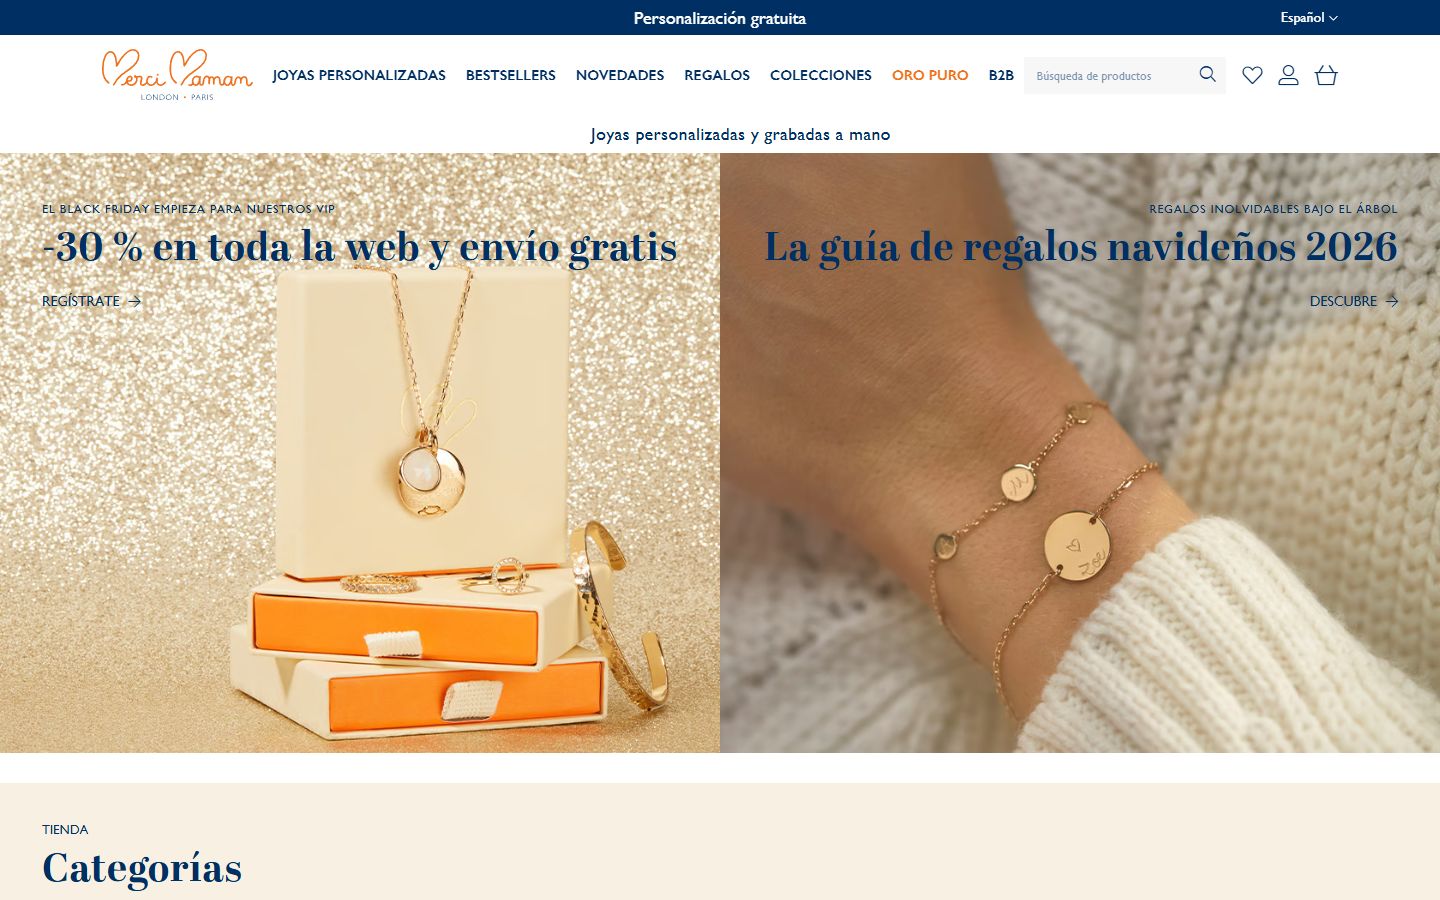 Personalización gratuita
Español
Merci Maman
LONDON • PARIS
JOYAS PERSONALIZADAS
BESTSELLERS
NOVEDADES
REGALOS
COLECCIONES
ORO PURO
B2B
Búsqueda de productos
Joyas personalizadas y grabadas a mano
EL BLACK FRIDAY EMPIEZA PARA NUESTROS VIP
-30 % en toda la web y envío gratis
REGÍSTRATE
REGALOS INOLVIDABLES BAJO EL ÁRBOL
La guía de regalos navideños 2026
DESCUBRE
Zoe
TIENDA
Categorías